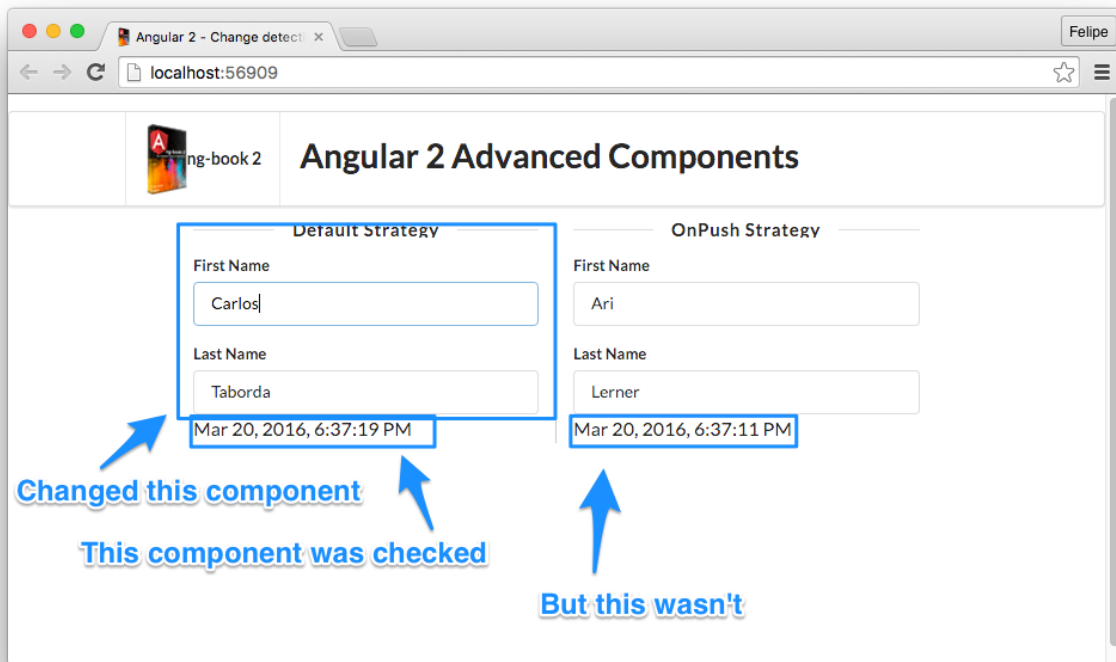 Angular 2 - Change detecti
Felipe
localhost:56909
ng-book 2
Angular 2 Advanced Components
Default Strategy
OnPush Strategy
First Name
First Name
Carlos
Ari
Last Name
Last Name
Taborda
Lerner
Mar 20, 2016, 6:37:19 PM
Mar 20, 2016, 6:37:11 PM
Changed this component
This component was checked
But this wasn't